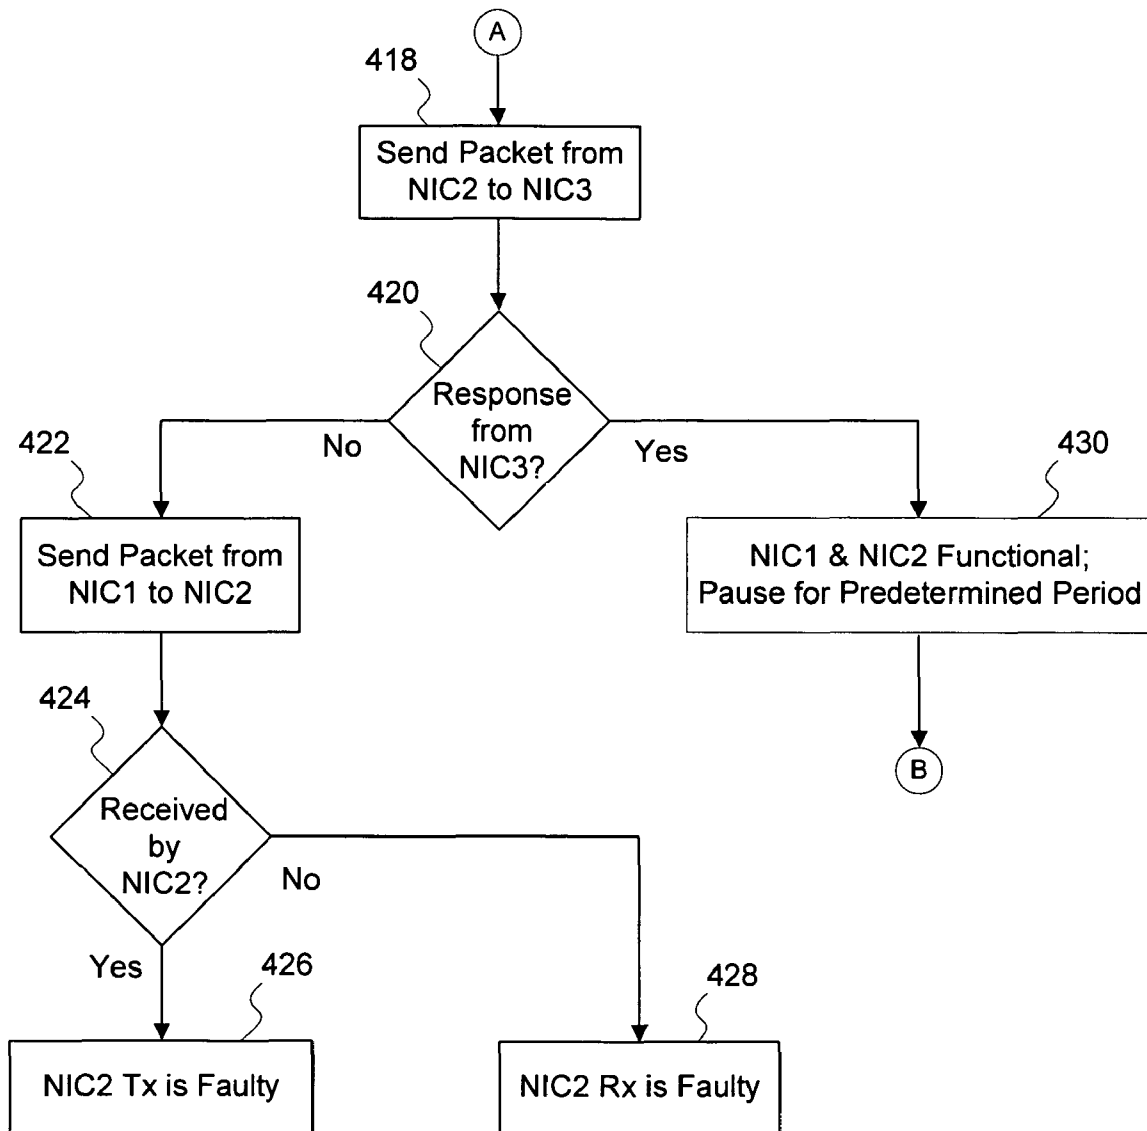 A
418
Send Packet from
NIC2 to NIC3
420
Response
from
NIC3?
No
Yes
422
Send Packet from
NIC1 to NIC2
430
NIC1 & NIC2 Functional;
Pause for Predetermined Period
424
Received
by
NIC2?
No
Yes
B
426
NIC2 Tx is Faulty
428
NIC2 Rx is Faulty